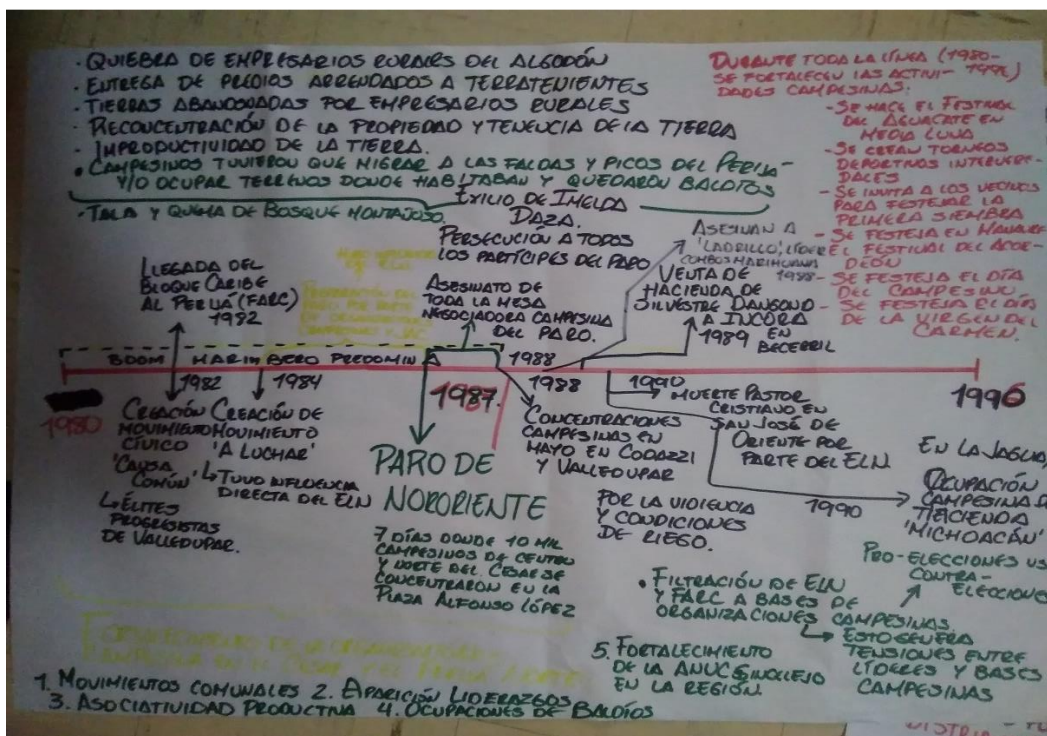 · QUIEBRA DE EMPRESARIOS RURALES DEL ALGODÓN
· ENTREGA DE PREDIOS ARRENDADOS A TERRATENIENTES
· TIERRAS ABANDONADAS POR EMPRESARIOS RURALES
· RECONCENTRACIÓN DE LA PROPIEDAD Y TENENCIA DE LA TIERRA
· IMPRODUCTIVIDAD DE LA TIERRA.
· CAMPESINOS TUVIERON QUE MIGRAR A LAS FALDAS Y PICOS DEL PERIJÁ
Y/O OCUPAR TERRENOS DONDE HABITABAN Y QUEDARON BALDÍOS
· TALA Y QUEMA DE BOSQUE MONTAJOSO.
DURANTE TODA LA LÍNEA (1980-
1996)
SE FORTALECEN LAS ACTIVI-
DADES CAMPESINAS:
- SE HACE EL FESTIVAL
DEL AGUACATE EN
MEDIA LUNA
- SE CREAN TORNEOS
DEPORTIVOS INTERVERE-
DALES
- SE INVITA A LOS VECINOS
PARA FESTEJAR LA
PRIMERA SIEMBRA
- SE FESTEJA EN MANAURE
EL FESTIVAL DEL ACOR-
DEÓN
- SE FESTEJA EL DÍA
DEL CAMPESINO
- SE FESTEJA EL DÍA
DE LA VIRGEN DEL
CARMEN.
LLEGADA DEL
BLOQUE CARIBE
AL PERIJÁ (FARC)
1982
EXILIO DE IMELDA
DAZA.
PERSECUCIÓN A TODOS
LOS PARTÍCIPES DEL PARO
ASESINATO DE
TODA LA MESA
NEGOCIADORA CAMPESINA
DEL PARO.
1988
ASESINAN A
'LADRILLO', LÍDER
COMBOS MARIHUANA
1988
VENTA DE
HACIENDA DE
SILVESTRE DANGOND
A INCORA
1989 EN
BECERRIL
BOOM MARIMBERO PREDOMINA
1980
1982
1984
1987.
1988
1990
1996
CREACIÓN
MOVIMIENTO
CÍVICO
'CAUSA
COMÚN'
↳ ÉLITES
PROGRESISTAS
DE VALLEDUPAR.
CREACIÓN DE
MOVIMIENTO
'A LUCHAR'
↳ TUVO INFLUENCIA
DIRECTA DEL ELN
PARO DE
NORORIENTE
7 DÍAS DONDE 10 MIL
CAMPESINOS DE CENTRO
Y NORTE DEL CESAR SE
CONCENTRARON EN LA
PLAZA ALFONSO LÓPEZ
CONCENTRACIONES
CAMPESINAS EN
MAYO EN CODAZZI
Y VALLEDUPAR
POR LA VIOLENCIA
Y CONDICIONES
DE RIEGO.
MUERTE PASTOR
CRISTIANO EN
SAN JOSÉ DE
ORIENTE POR
PARTE DEL ELN.
1990
EN LA JAGUA,
OCUPACIÓN
CAMPESINA
HACIENDA
'MICHOACÁN'
PRO-ELECCIONES VS
CONTRA-
ELECCIONES
· FILTRACIÓN DE ELN
Y FARC A BASES DE
ORGANIZACIONES CAMPESINAS.
↳ ESTO GENERA
TENSIONES ENTRE
LÍDERES Y BASES
CAMPESINAS
1. MOVIMIENTOS COMUNALES 2. APARICIÓN LIDERAZGOS
3. ASOCIATIVIDAD PRODUCTIVA 4. OCUPACIONES DE BALDÍOS
5. FORTALECIMIENTO
DE LA ANUC SINCELEJO
EN LA REGIÓN.